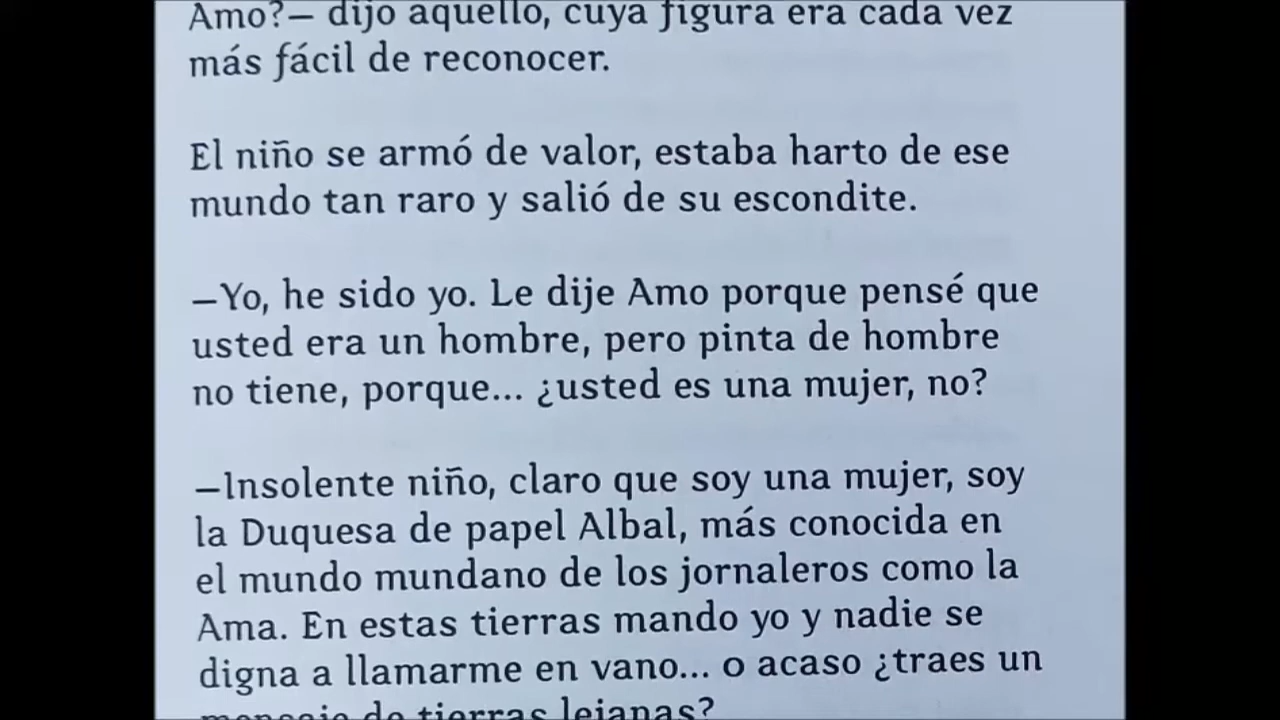 Amo?— dijo aquello, cuya figura era cada vez
más fácil de reconocer.
El niño se armó de valor, estaba harto de ese
mundo tan raro y salió de su escondite.
—Yo, he sido yo. Le dije Amo porque pensé que
usted era un hombre, pero pinta de hombre
no tiene, porque... ¿usted es una mujer, no?
—Insolente niño, claro que soy una mujer, soy
la Duquesa de papel Albal, más conocida en
el mundo mundano de los jornaleros como la
Ama. En estas tierras mando yo y nadie se
digna a llamarme en vano... o acaso ¿traes un
mensaje de tierras lejanas?